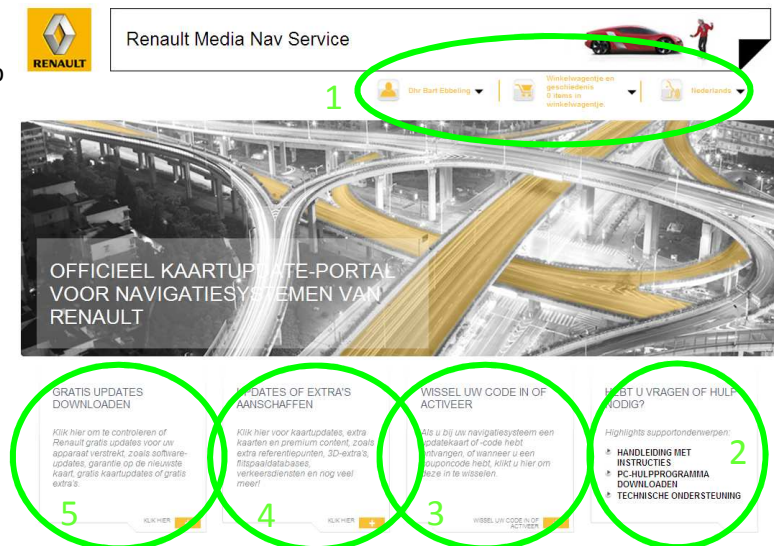 RENAULT
Renault Media Nav Service
1
Dhr Bart Ebbeling
Winkelwagentje en
geschiedenis
0 items in
winkelwagentje.
Nederlands
OFFICIEEL KAARTUPDATE-PORTAL
VOOR NAVIGATIESYSTEMEN VAN
RENAULT
GRATIS UPDATES
DOWNLOADEN
Klik hier om te controleren of
Renault gratis updates voor uw
apparaat verstrekt, zoals software-
updates, garantie op de nieuwste
kaart, gratis kaartupdates of gratis
extra's.
5
KLIK HIER
UPDATES OF EXTRA'S
AANSCHAFFEN
Klik hier voor kaartupdates, extra
kaarten en premium content, zoals
extra referentiepunten, 3D-extra's,
flitspaaldatabases,
verkeersdiensten en nog veel
meer!
4
KLIK HIER
WISSEL UW CODE IN OF
ACTIVEER
Als u bij uw navigatiesysteem een
updatekaart of -code hebt
ontvangen, of wanneer u een
couponcode hebt, klikt u hier om
deze in te wisselen.
3
WISSEL UW CODE IN OF
ACTIVEER
HEBT U VRAGEN OF HULP
NODIG?
Highlights supportonderwerpen:
HANDLEIDING MET
INSTRUCTIES
PC-HULPPROGRAMMA
DOWNLOADEN
TECHNISCHE ONDERSTEUNING
2